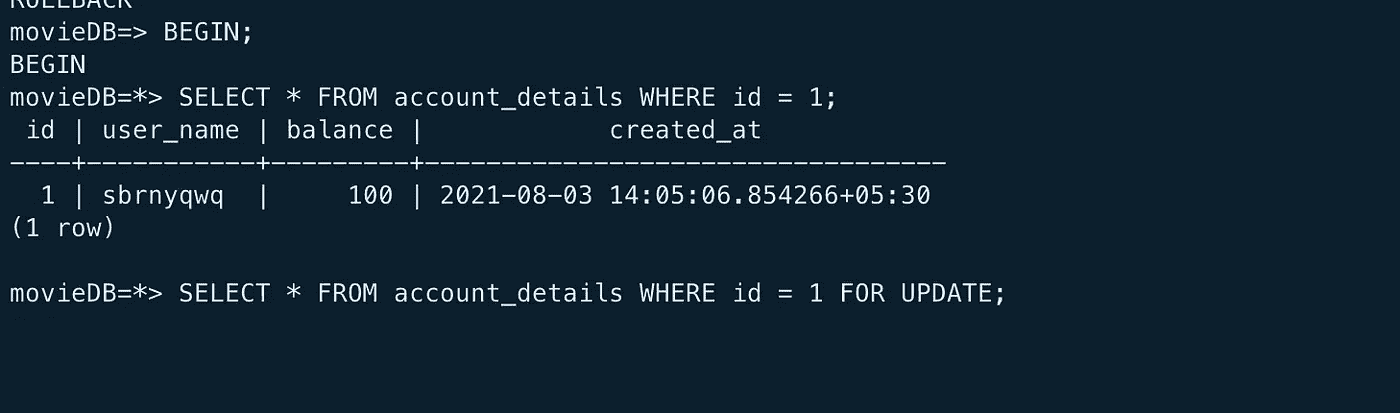 ROLLBACK
movieDB=> BEGIN;
BEGIN
movieDB=*> SELECT * FROM account_details WHERE id = 1;
 id | user_name | balance |            created_at
----+-----------+---------+----------------------------------
  1 | sbrnyqwq  |     100 | 2021-08-03 14:05:06.854266+05:30
(1 row)
movieDB=*> SELECT * FROM account_details WHERE id = 1 FOR UPDATE;